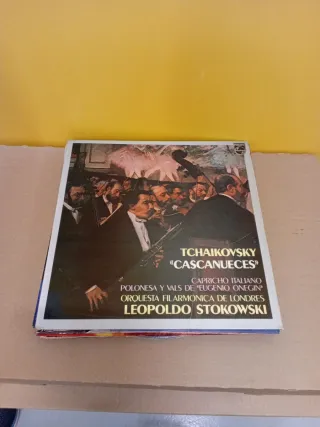 TCHAIKOVSKY
"CASCANUECES"
CAPRICHO ITALIANO
POLONESA Y VALS DE "EUGENIO ONEGIN"
ORQUESTA FILARMONICA DE LONDRES
LEOPOLDO STOKOWSKI